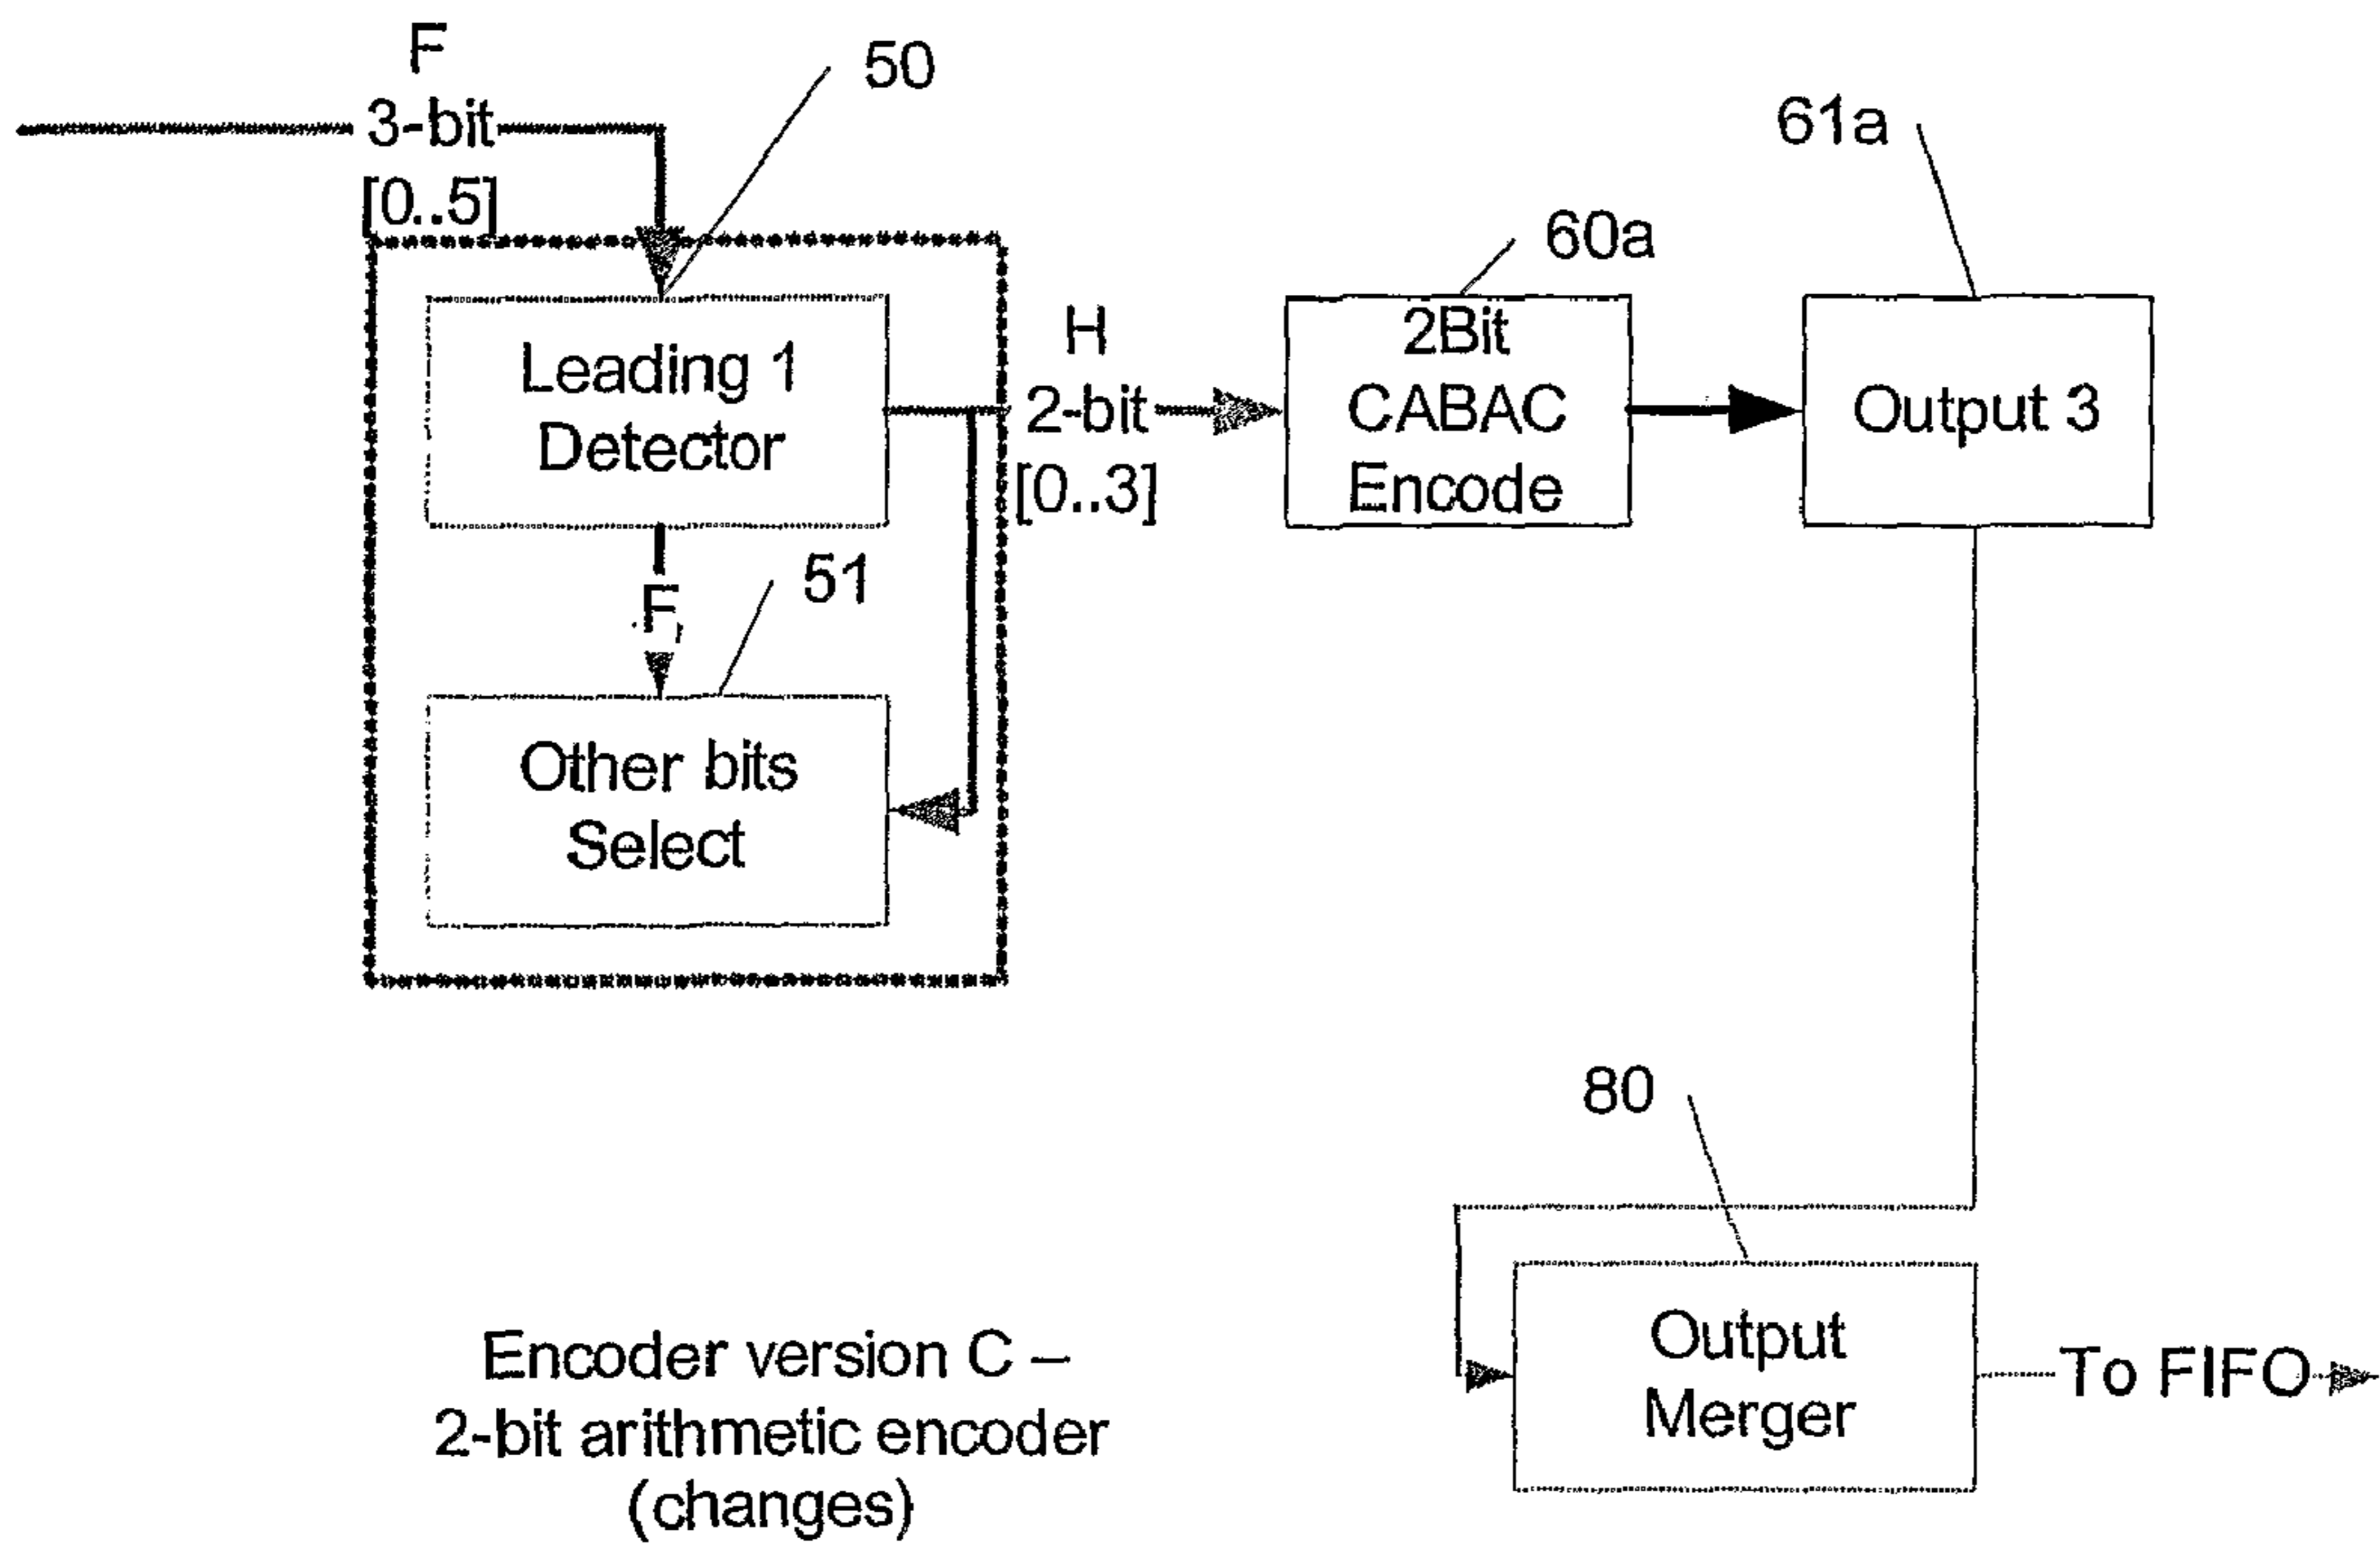 F
3-bit
[0..5]
50
Leading 1
Detector
F
51
Other bits
Select
H
2-bit
[0..3]
60a
2Bit
CABAC
Encode
61a
Output 3
80
Output
Merger
To FIFO
Encoder version C –
2-bit arithmetic encoder
(changes)